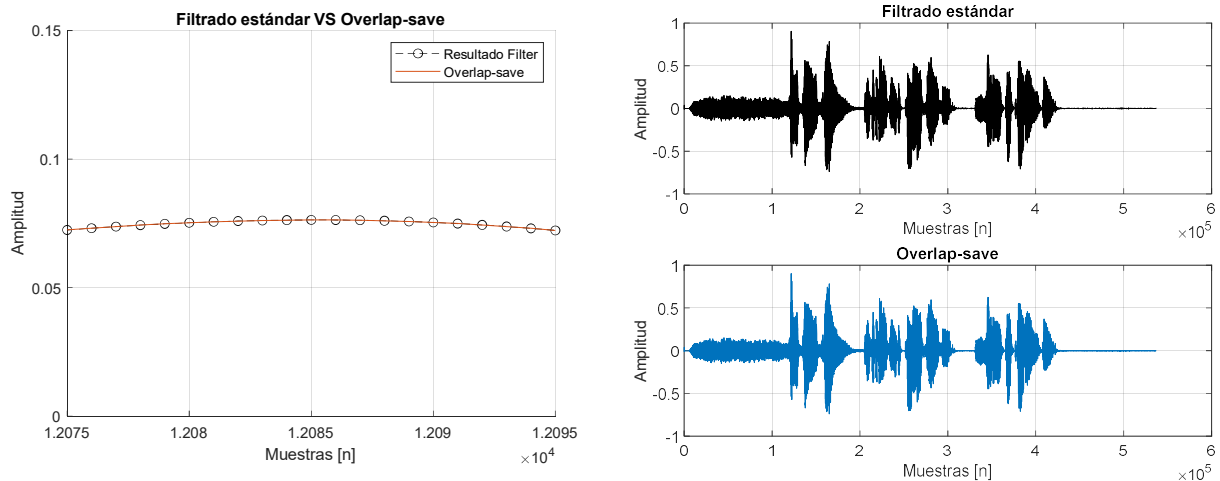 Filtrado estándar VS Overlap-save
0.15
0.1
0.05
0
Amplitud
Resultado Filter
Overlap-save
1.2075 1.208 1.2085 1.209 1.2095
Muestras [n]
×10⁴
Filtrado estándar
1
0.5
0
-0.5
-1
Amplitud
0 1 2 3 4 5 6
Muestras [n]
×10⁵
Overlap-save
1
0.5
0
-0.5
-1
Amplitud
0 1 2 3 4 5 6
Muestras [n]
×10⁵